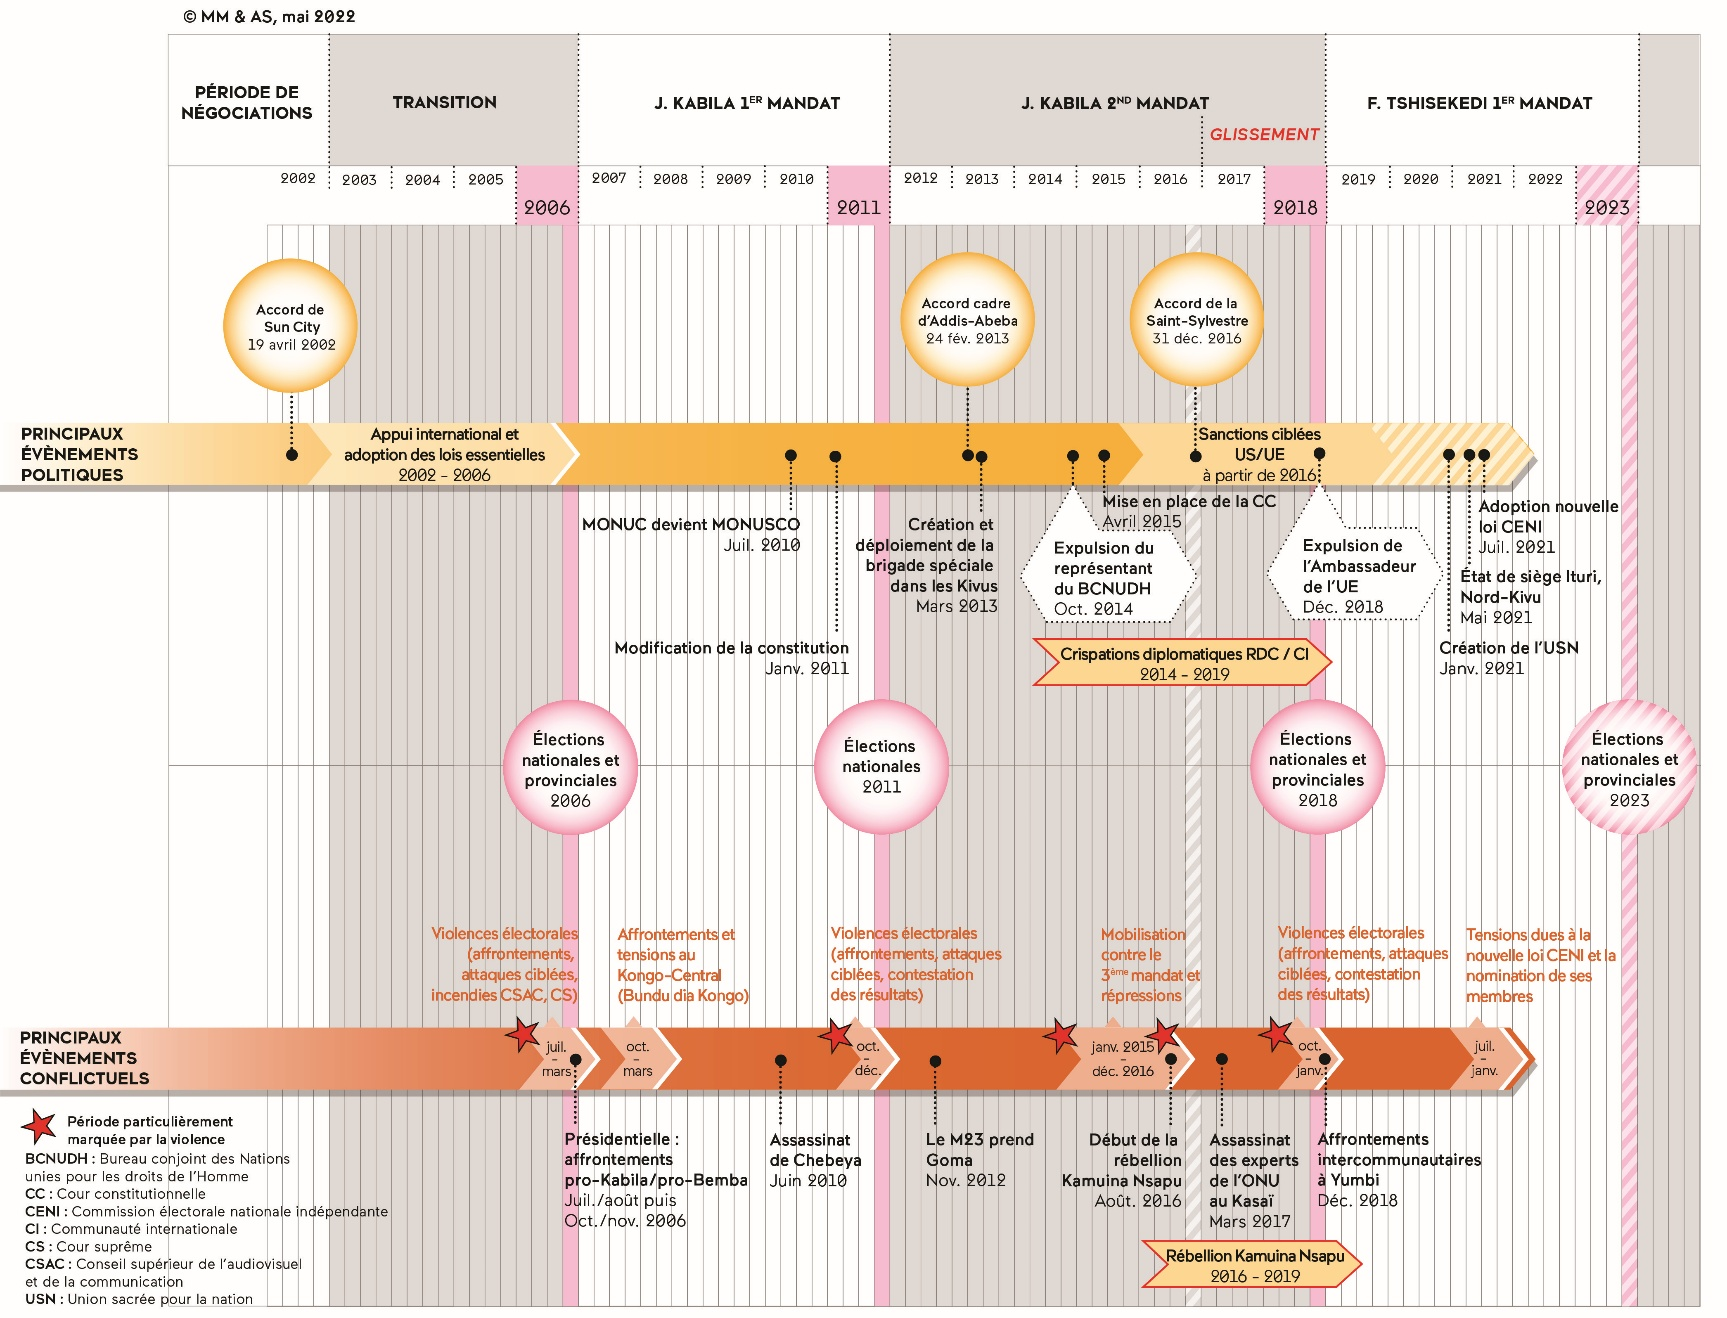 © MM & AS, mai 2022
PÉRIODE DE
NÉGOCIATIONS
TRANSITION
J. KABILA 1ER MANDAT
J. KABILA 2ND MANDAT
GLISSEMENT
F. TSHISEKEDI 1ER MANDAT
2002
2003
2004
2005
2006
2007
2008
2009
2010
2011
2012
2013
2014
2015
2016
2017
2018
2019
2020
2021
2022
2023
Accord de
Sun City
19 avril 2002
Accord cadre
d'Addis-Abeba
24 fév. 2013
Accord de la
Saint-Sylvestre
31 déc. 2016
PRINCIPAUX
ÉVÈNEMENTS
POLITIQUES
Appui international et
adoption des lois essentielles
2002 - 2006
Sanctions ciblées
US/UE
à partir de 2016
MONUC devient MONUSCO
Juil. 2010
Modification de la constitution
Janv. 2011
Création et
déploiement de la
brigade spéciale
dans les Kivus
Mars 2013
Mise en place de la CC
Avril 2015
Expulsion du
représentant
du BCNUDH
Oct. 2014
Expulsion de
l'Ambassadeur
de l'UE
Déc. 2018
Adoption nouvelle
loi CENI
Juil. 2021
État de siège Ituri,
Nord-Kivu
Mai 2021
Création de l'USN
Janv. 2021
Crispations diplomatiques RDC / CI
2014 - 2019
Élections
nationales et
provinciales
2006
Élections
nationales
2011
Élections
nationales et
provinciales
2018
Élections
nationales et
provinciales
2023
Violences électorales
(affrontements,
attaques ciblées,
incendies CSAC, CS)
Affrontements et
tensions au
Kongo-Central
(Bundu dia Kongo)
Violences électorales
(affrontements, attaques
ciblées, contestation
des résultats)
Mobilisation
contre le
3ème mandat et
répressions
Violences électorales
(affrontements, attaques
ciblées, contestation
des résultats)
Tensions dues à la
nouvelle loi CENI et la
nomination de ses
membres
PRINCIPAUX
ÉVÈNEMENTS
CONFLICTUELS
juil.
-
mars
oct.
-
mars
oct.
-
déc.
janv. 2015
-
déc. 2016
oct.
-
janv.
juil.
-
janv.
Présidentielle :
affrontements
pro-Kabila/pro-Bemba
Juil./août puis
Oct./nov. 2006
Assassinat
de Chebeya
Juin 2010
Le M23 prend
Goma
Nov. 2012
Début de la
rébellion
Kamuina Nsapu
Août. 2016
Assassinat
des experts
de l'ONU
au Kasaï
Mars 2017
Affrontements
intercommunautaires
à Yumbi
Déc. 2018
Rébellion Kamuina Nsapu
2016 - 2019
Période particulièrement
marquée par la violence
BCNUDH : Bureau conjoint des Nations
unies pour les droits de l'Homme
CC : Cour constitutionnelle
CENI : Commission électorale nationale indépendante
CI : Communauté internationale
CS : Cour suprême
CSAC : Conseil supérieur de l'audiovisuel
et de la communication
USN : Union sacrée pour la nation